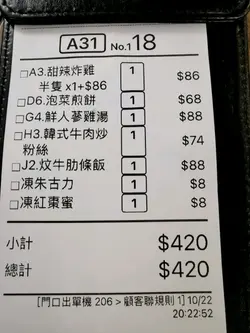 A31 No.118
□A3.甜辣炸雞 1 $86
半隻 x1+$86
□D6.泡菜煎餅 1 $68
□G4.鮮人蔘雞湯 1 $88
□H3.韓式牛肉炒 1 $74
粉絲
□J2.炆牛肋條飯 1 $88
□凍朱古力 1 $8
□凍紅棗蜜 1 $8
小計 $420
總計 $420
[門口出單機 206 > 顧客聯規則 1] 10/22
20:22:52